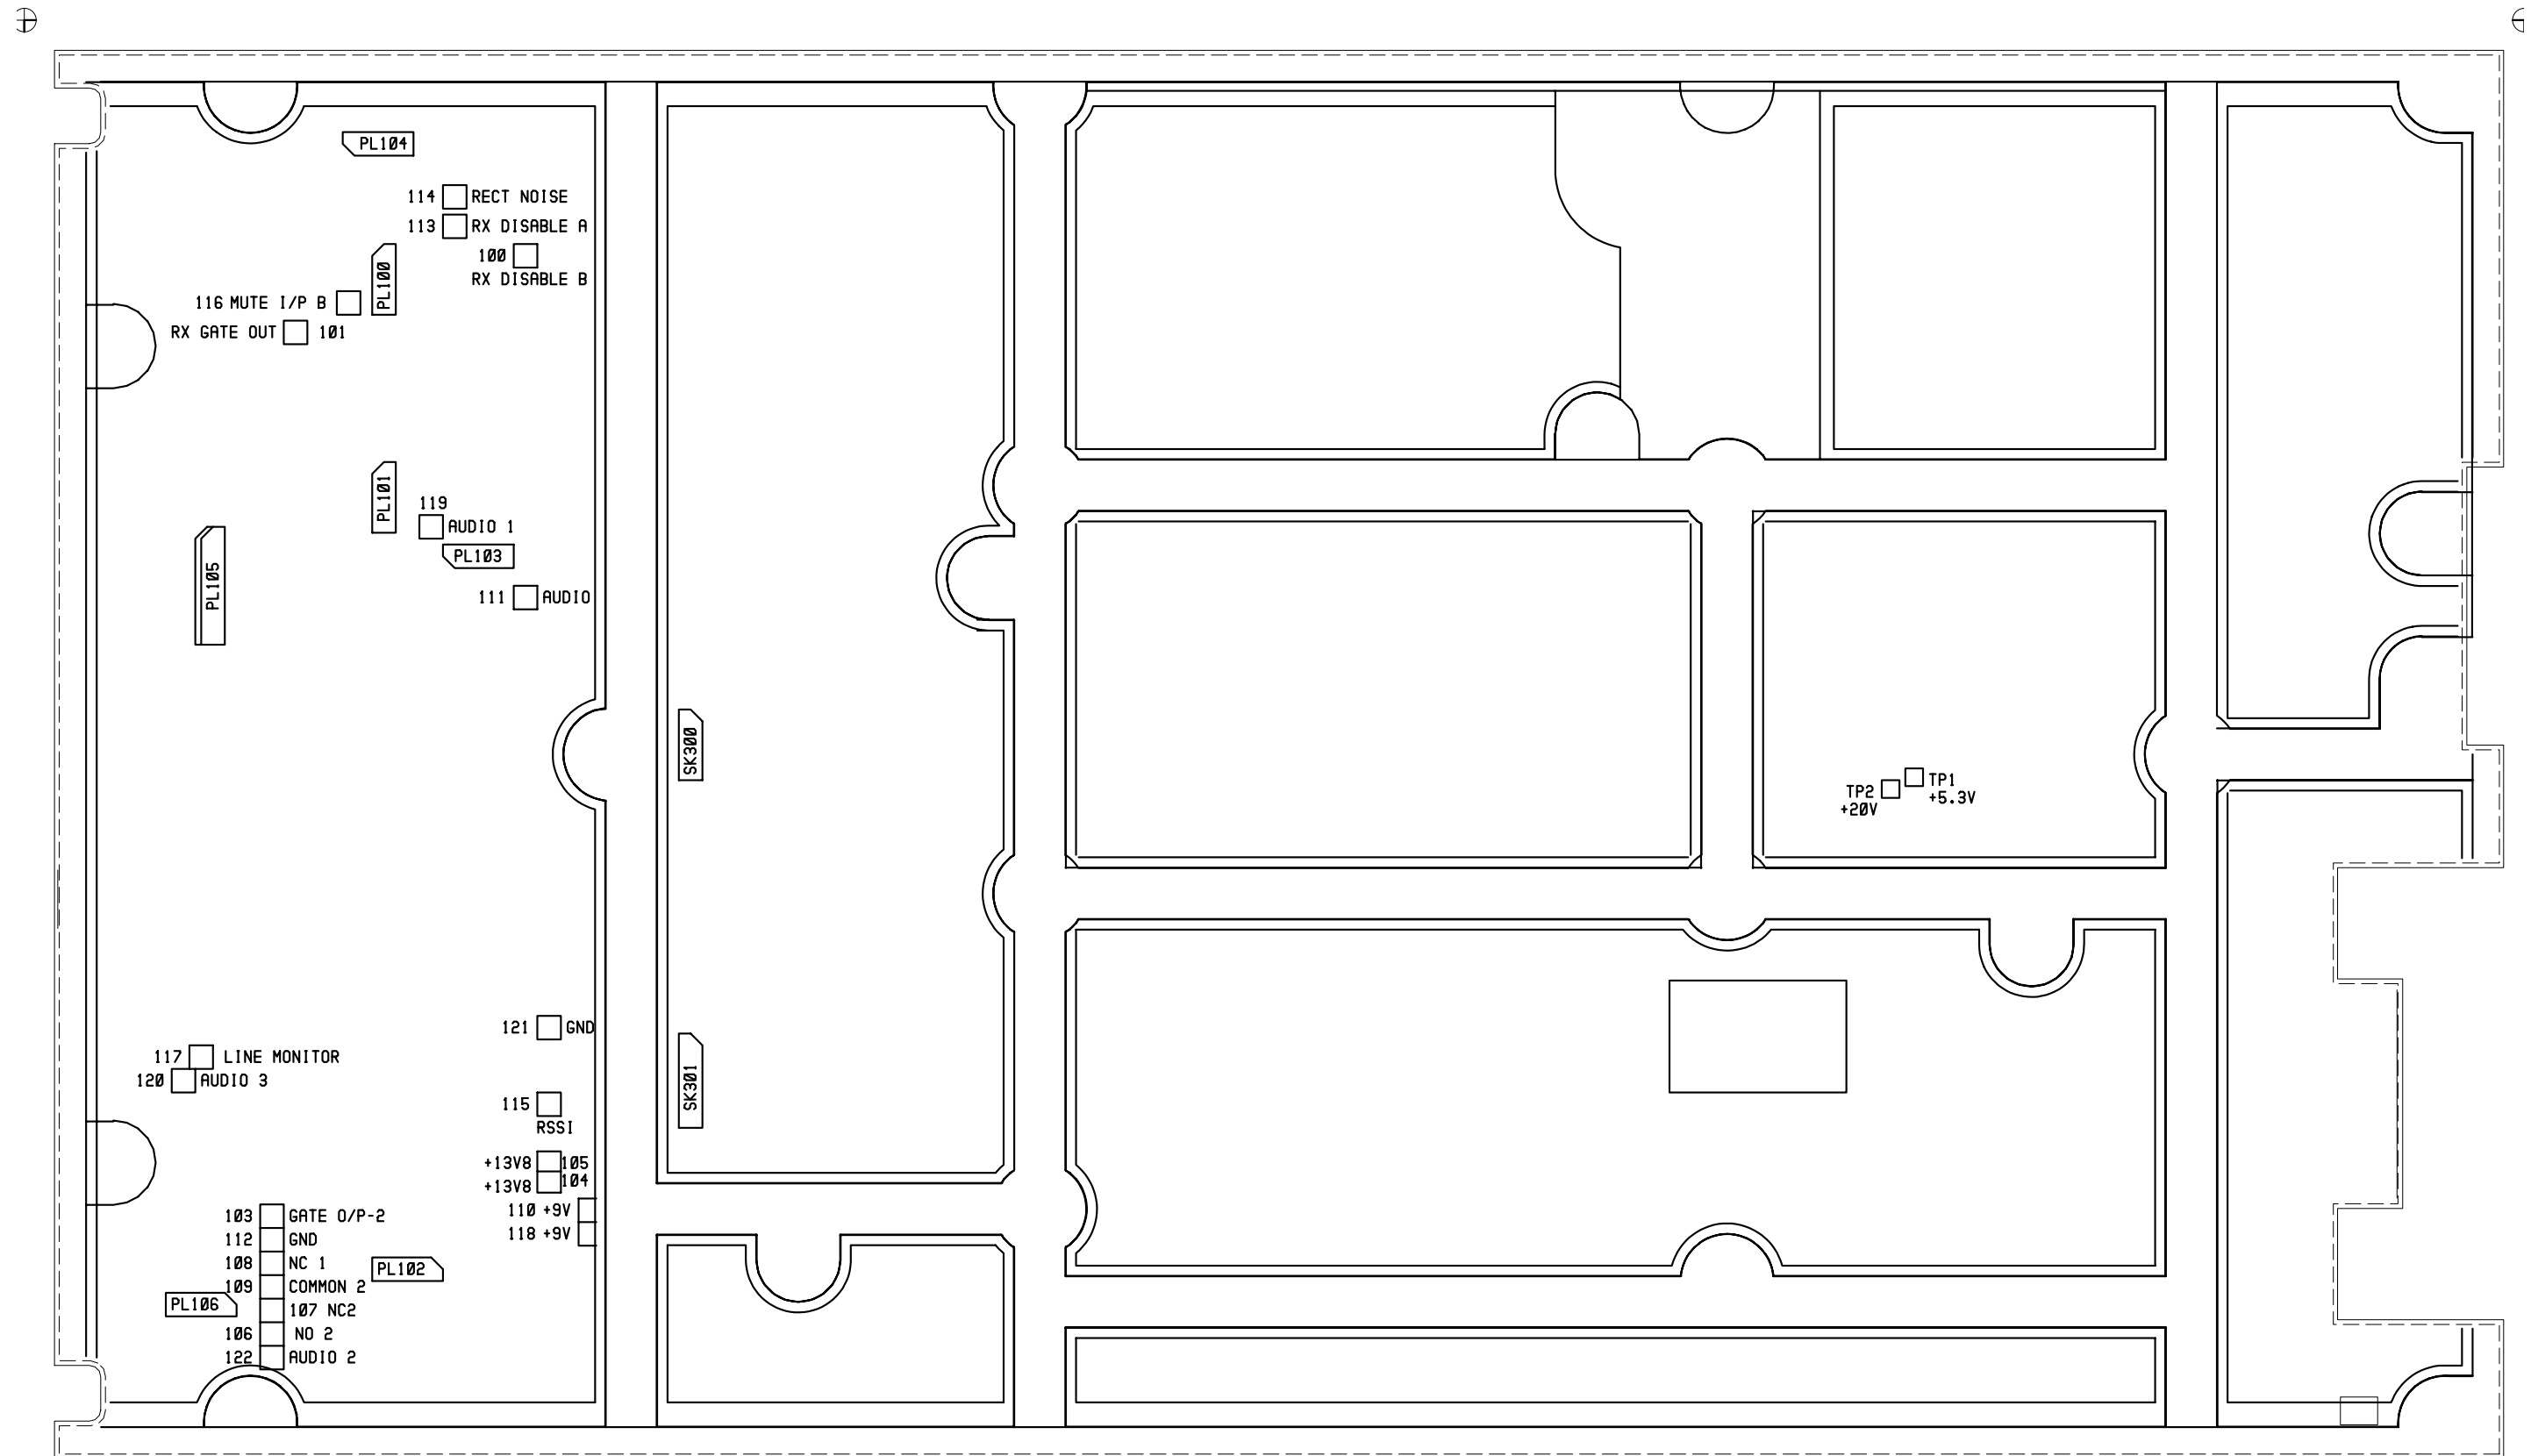 PL104
114 RECT NOISE
113 RX DISABLE A
100
RX DISABLE B
PL100
116 MUTE I/P B
RX GATE OUT 101
PL101
119
AUDIO 1
PL103
PL105
111 AUDIO
SK300
TP1
+5.3V
TP2
+20V
121 GND
117 LINE MONITOR
120 AUDIO 3
SK301
115
RSSI
+13V8 105
+13V8 104
110 +9V
118 +9V
103 GATE O/P-2
112 GND
108 NC 1
PL102
109 COMMON 2
PL106
107 NC2
106 NO 2
122 AUDIO 2